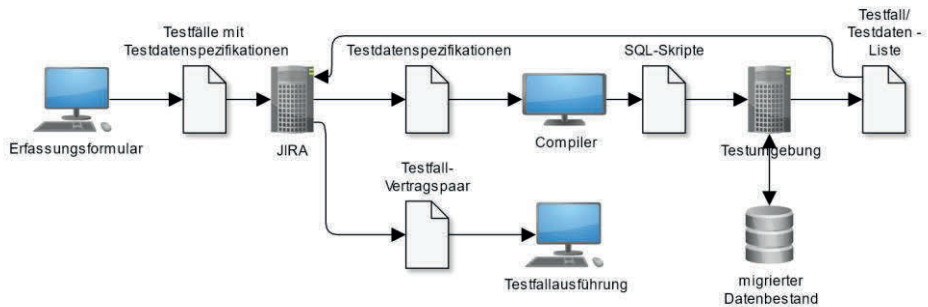 Testfälle mit
Testdatenspezifikationen
Testdatenspezifikationen
SQL-Skripte
Testfall/
Testdaten -
Liste
Erfassungsformular
JIRA
Compiler
Testumgebung
Testfall-
Vertragspaar
Testfallausführung
migrierter
Datenbestand